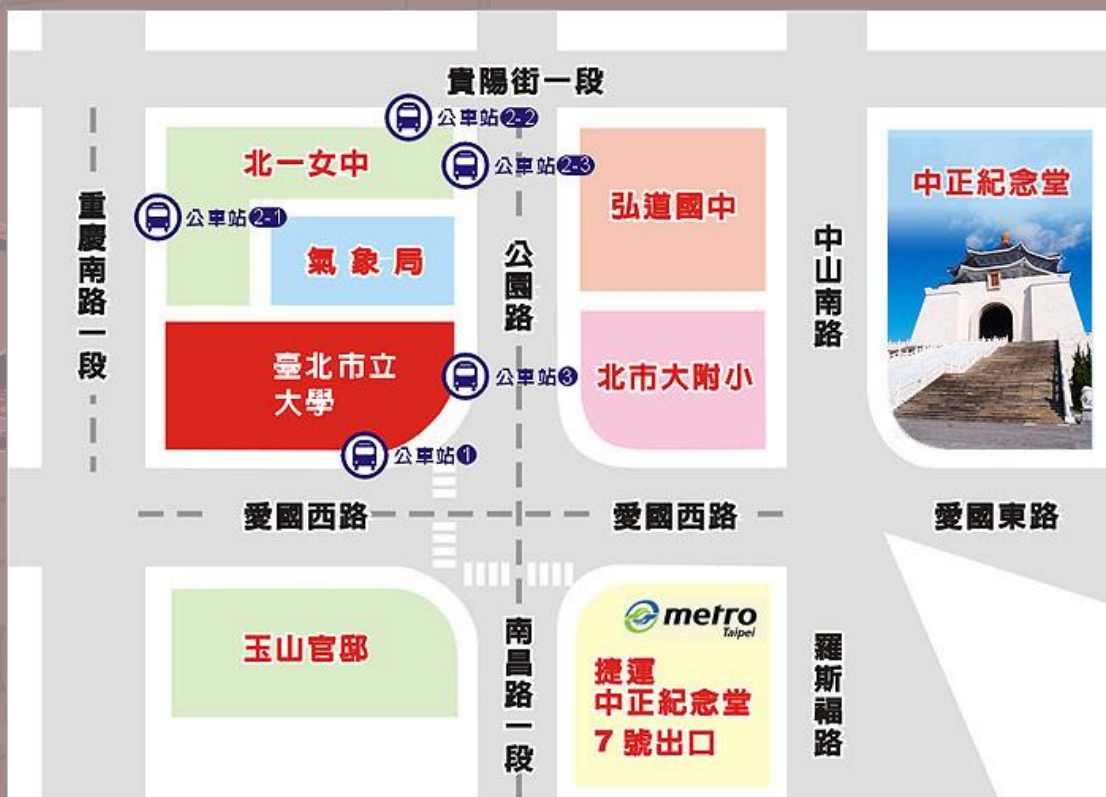 貴陽街一段
公車站2-2
北一女中
公車站2-3
中正紀念堂
弘道國中
公車站2-1
重慶南路一段
氣象局
公園路
中山南路
臺北市立
大學
公車站3
北市大附小
公車站1
愛國西路
愛國西路
愛國東路
metro
Taipei
玉山官邸
南昌路一段
捷運
中正紀念堂
7號出口
羅斯福路